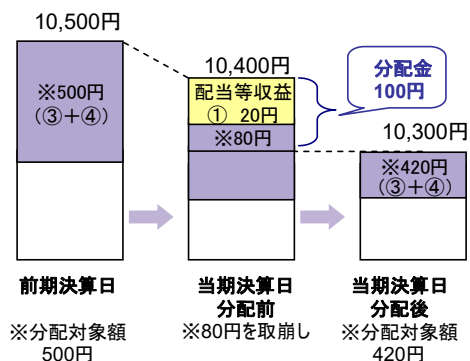 10,500円
※500円
(③+④)
10,400円
配当等収益
① 20円
※80円
分配金
100円
10,300円
※420円
(③+④)
前期決算日
※分配対象額
500円
当期決算日
分配前
※80円を取崩し
当期決算日
分配後
※分配対象額
420円